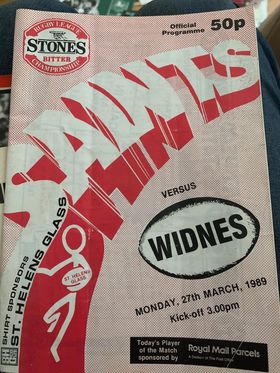 RUGBY LEAGUE
STONES
BITTER
CHAMPIONSHIP
Official
Programme
50p
SAINTS
VERSUS
WIDNES
MONDAY, 27th MARCH, 1989
Kick-off 3.00pm
SHIRT SPONSORS
ST. HELENS GLASS
ST HELENS
GLASS
Today's Player
of the Match
sponsored by
Royal Mail Parcels